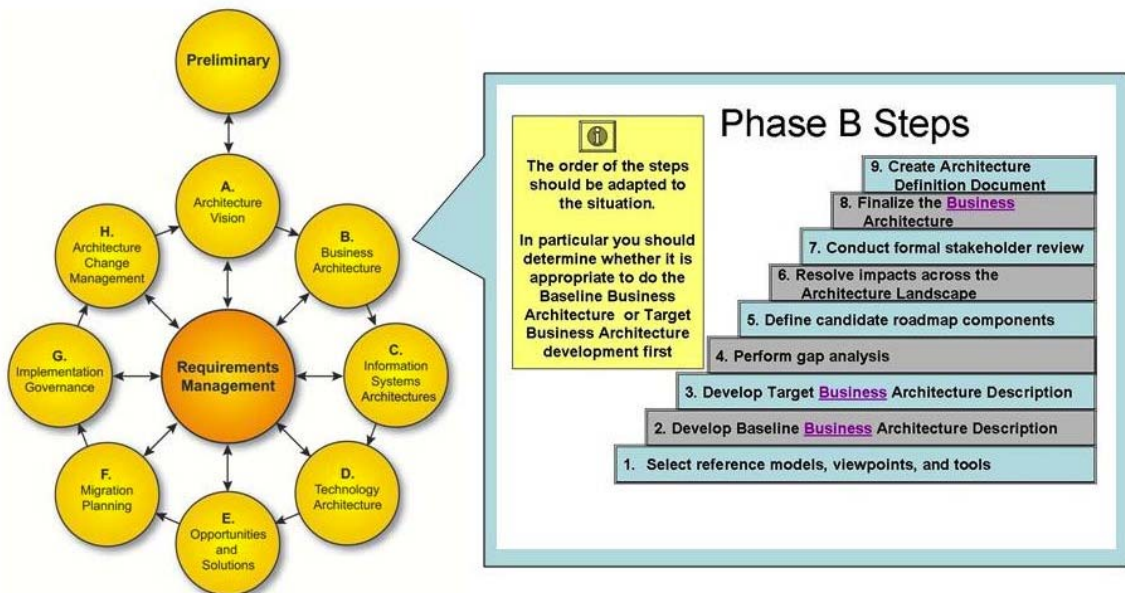 Preliminary
A.
Architecture
Vision
H.
Architecture
Change
Management
B.
Business
Architecture
G.
Implementation
Governance
Requirements
Management
C.
Information
Systems
Architectures
F.
Migration
Planning
D.
Technology
Architecture
E.
Opportunities
and
Solutions
The order of the steps
should be adapted to
the situation.
In particular you should
determine whether it is
appropriate to do the
Baseline Business
Architecture or Target
Business Architecture
development first
Phase B Steps
9. Create Architecture
Definition Document
8. Finalize the Business
Architecture
7. Conduct formal stakeholder review
6. Resolve impacts across the
Architecture Landscape
5. Define candidate roadmap components
4. Perform gap analysis
3. Develop Target Business Architecture Description
2. Develop Baseline Business Architecture Description
1. Select reference models, viewpoints, and tools